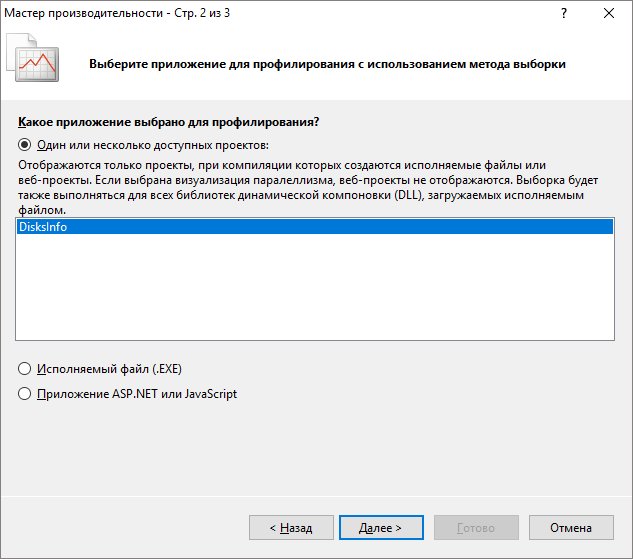 Мастер производительности - Стр. 2 из 3
?
Выберите приложение для профилирования с использованием метода выборки
Какое приложение выбрано для профилирования?
Один или несколько доступных проектов:
Отображаются только проекты, при компиляции которых создаются исполняемые файлы или
веб-проекты. Если выбрана визуализация параллелизма, веб-проекты не отображаются. Выборка будет
также выполняться для всех библиотек динамической компоновки (DLL), загружаемых исполняемым
файлом.
DisksInfo
Исполняемый файл (.EXE)
Приложение ASP.NET или JavaScript
< Назад
Далее >
Готово
Отмена